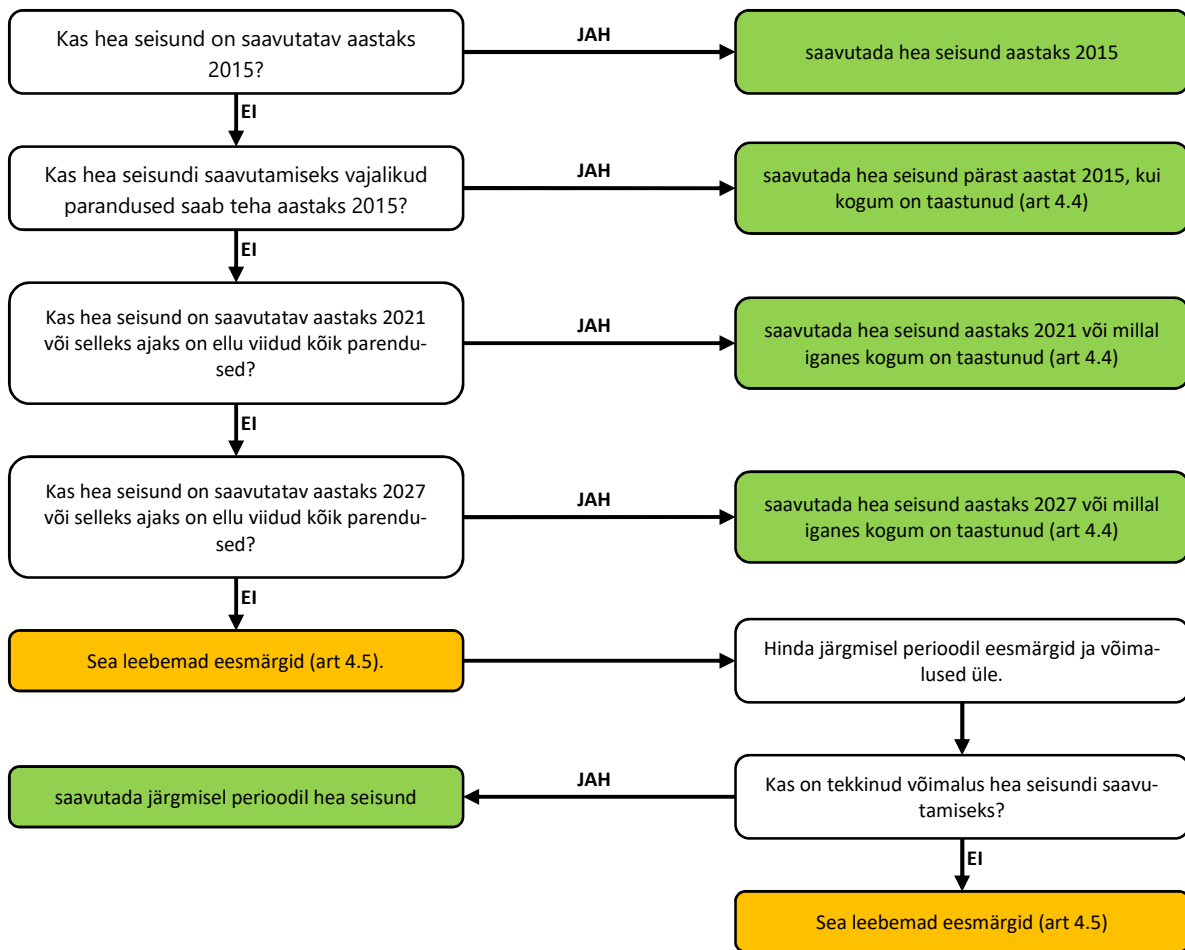 Kas hea seisund on saavutatav aastaks
2015?
JAH
saavutada hea seisund aastaks 2015
EI
Kas hea seisundi saavutamiseks vajalikud
parandused saab teha aastaks 2015?
JAH
saavutada hea seisund pärast aastat 2015, kui
kogum on taastunud (art 4.4)
EI
Kas hea seisund on saavutatav aastaks 2021
või selleks ajaks on ellu viidud kõik parendu-
sed?
JAH
saavutada hea seisund aastaks 2021 või millal
iganes kogum on taastunud (art 4.4)
EI
Kas hea seisund on saavutatav aastaks 2027
või selleks ajaks on ellu viidud kõik parendu-
sed?
JAH
saavutada hea seisund aastaks 2027 või millal
iganes kogum on taastunud (art 4.4)
EI
Sea leebemad eesmärgid (art 4.5).
Hinda järgmisel perioodil eesmärgid ja võima-
lused üle.
Kas on tekkinud võimalus hea seisundi saavu-
tamiseks?
JAH
saavutada järgmisel perioodil hea seisund
EI
Sea leebemad eesmärgid (art 4.5)